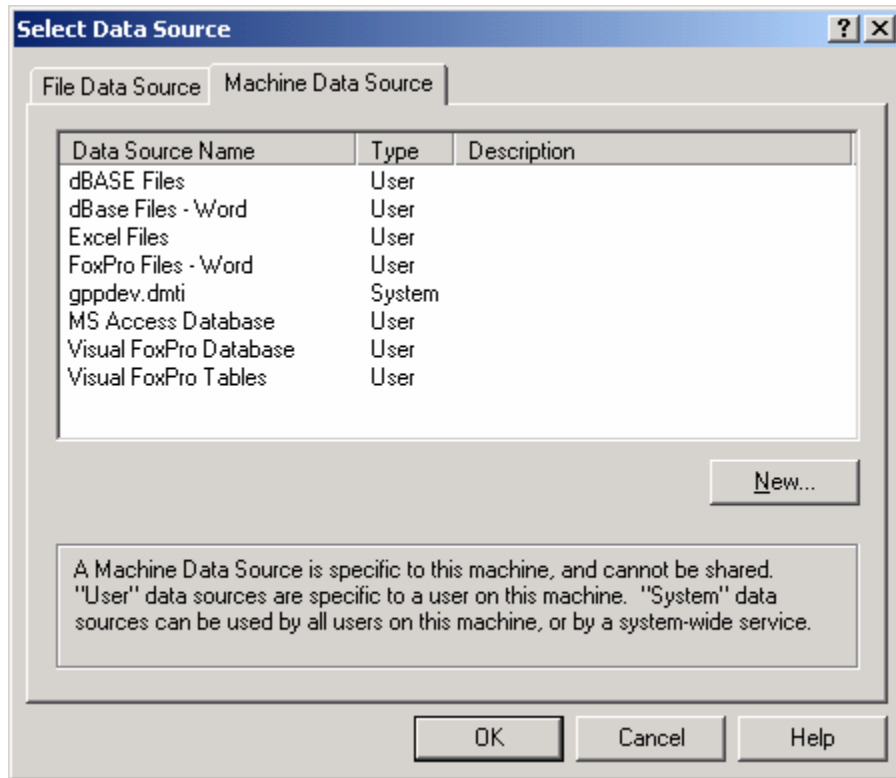 Select Data Source
File Data Source Machine Data Source
Data Source Name Type Description
dBASE Files User
dBase Files - Word User
Excel Files User
FoxPro Files - Word User
gppdev.dmti System
MS Access Database User
Visual FoxPro Database User
Visual FoxPro Tables User
New...
A Machine Data Source is specific to this machine, and cannot be shared.
"User" data sources are specific to a user on this machine. "System" data
sources can be used by all users on this machine, or by a system-wide service.
OK Cancel Help